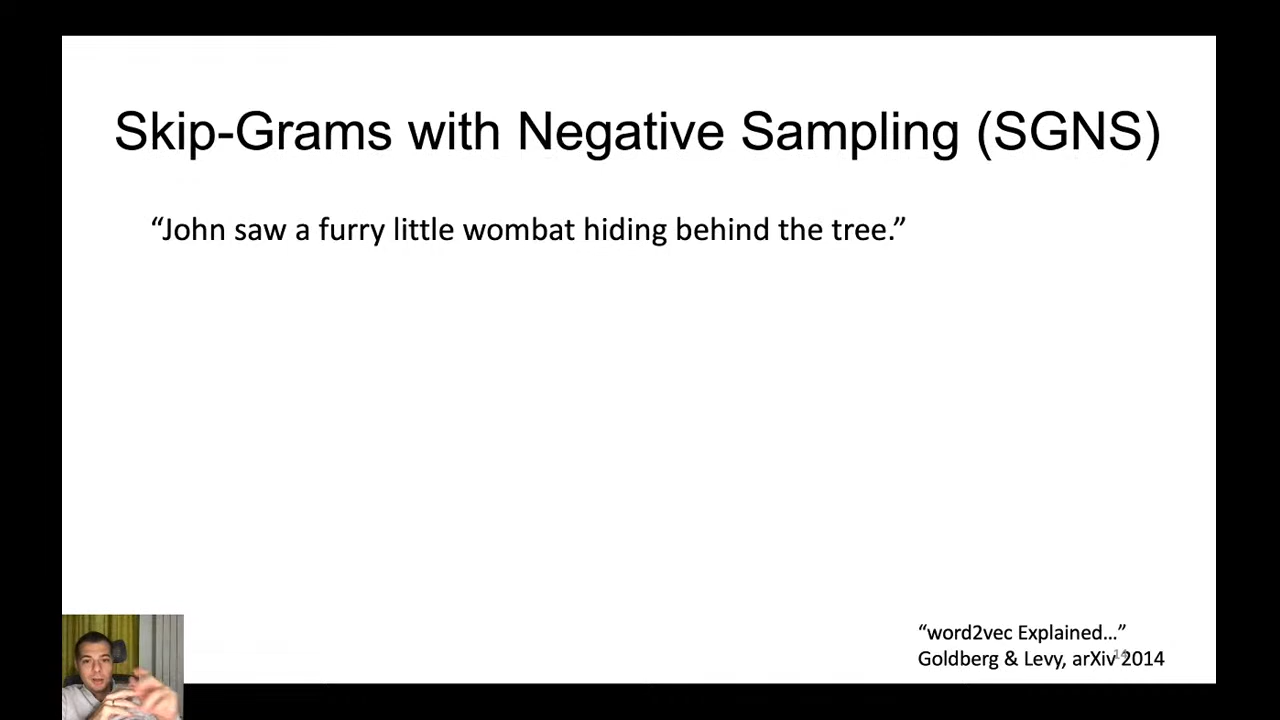 Skip-Grams with Negative Sampling (SGNS)
“John saw a furry little wombat hiding behind the tree.”
“word2vec Explained…”
Goldberg & Levy, arXiv 2014
14